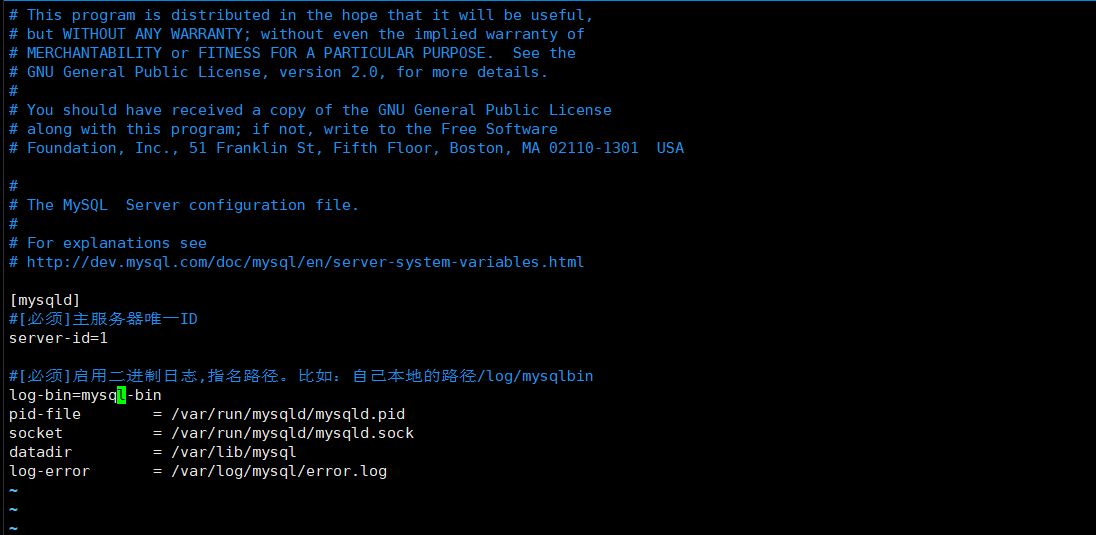 # This program is distributed in the hope that it will be useful,
# but WITHOUT ANY WARRANTY; without even the implied warranty of
# MERCHANTABILITY or FITNESS FOR A PARTICULAR PURPOSE.  See the
# GNU General Public License, version 2.0, for more details.
#
# You should have received a copy of the GNU General Public License
# along with this program; if not, write to the Free Software
# Foundation, Inc., 51 Franklin St, Fifth Floor, Boston, MA 02110-1301  USA

#
# The MySQL  Server configuration file.
#
# For explanations see
# http://dev.mysql.com/doc/mysql/en/server-system-variables.html

[mysqld]
#[必须]主服务器唯一ID
server-id=1

#[必须]启用二进制日志,指名路径。比如：自己本地的路径/log/mysqlbin
log-bin=mysql-bin
pid-file        = /var/run/mysqld/mysqld.pid
socket          = /var/run/mysqld/mysqld.sock
datadir         = /var/lib/mysql
log-error       = /var/log/mysql/error.log
~
~
~